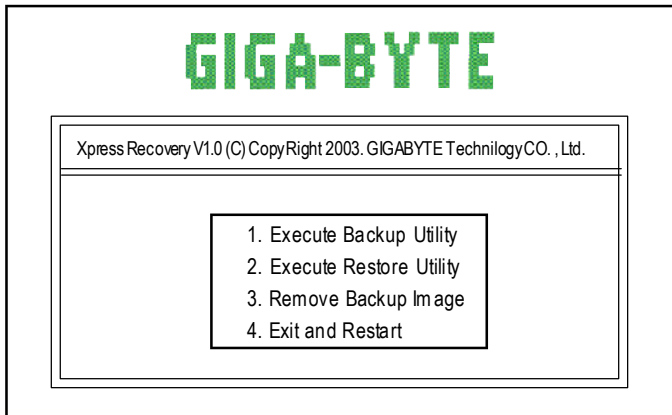 GIGA-BYTE
Xpress Recovery V1.0 (C) CopyRight 2003. GIGABYTE Technilogy CO. , Ltd.
1. Execute Backup Utility
2. Execute Restore Utility
3. Remove Backup Image
4. Exit and Restart